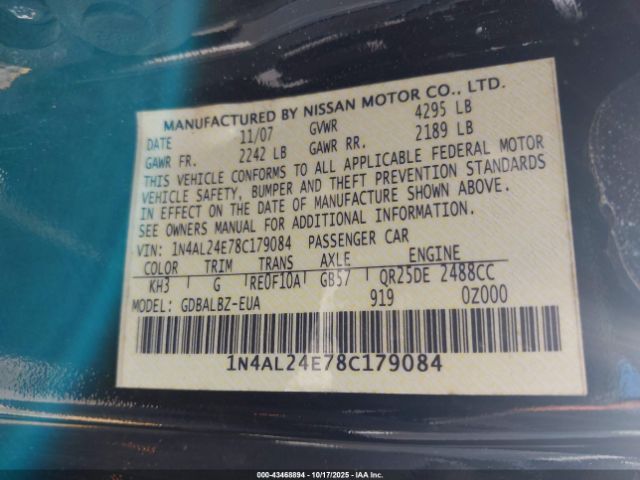 MANUFACTURED BY NISSAN MOTOR CO., LTD.
DATE 11/07 GVWR 4295 LB
GAWR FR. 2242 LB GAWR RR. 2189 LB
THIS VEHICLE CONFORMS TO ALL APPLICABLE FEDERAL MOTOR
VEHICLE SAFETY, BUMPER AND THEFT PREVENTION STANDARDS
IN EFFECT ON THE DATE OF MANUFACTURE SHOWN ABOVE.
SEE OWNERS MANUAL FOR ADDITIONAL INFORMATION.
VIN: 1N4AL24E78C179084 PASSENGER CAR
COLOR TRIM TRANS AXLE ENGINE
KH3 G RE0F10A GB57 QR25DE 2488CC
MODEL: GDBALBZ-EUA 919 0Z000
1N4AL24E78C179084
000-43468894 - 10/17/2025 - IAAI, Inc.